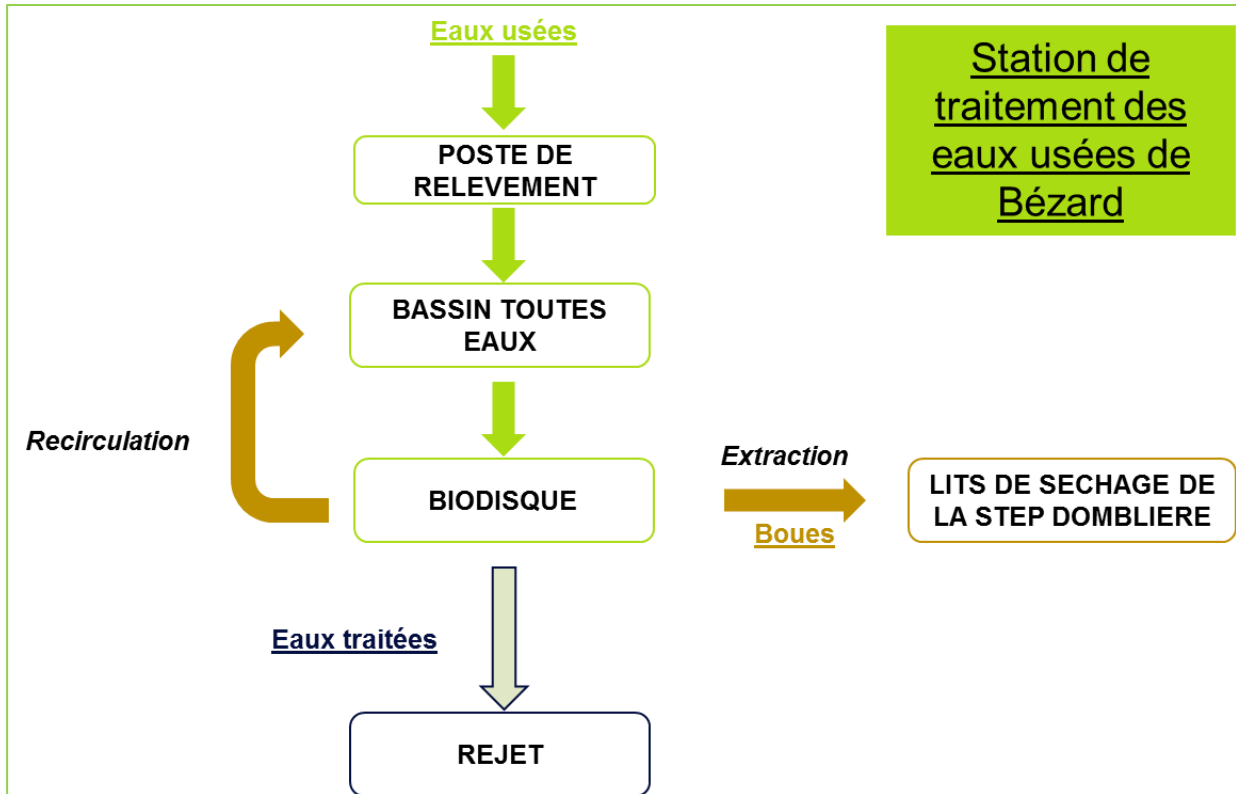 Eaux usées
Station de
traitement des
eaux usées de
Bézard
POSTE DE
RELEVEMENT
BASSIN TOUTES
EAUX
Recirculation
BIODISQUE
Extraction
Boues
LITS DE SECHAGE DE
LA STEP DOMBLIERE
Eaux traitées
REJET